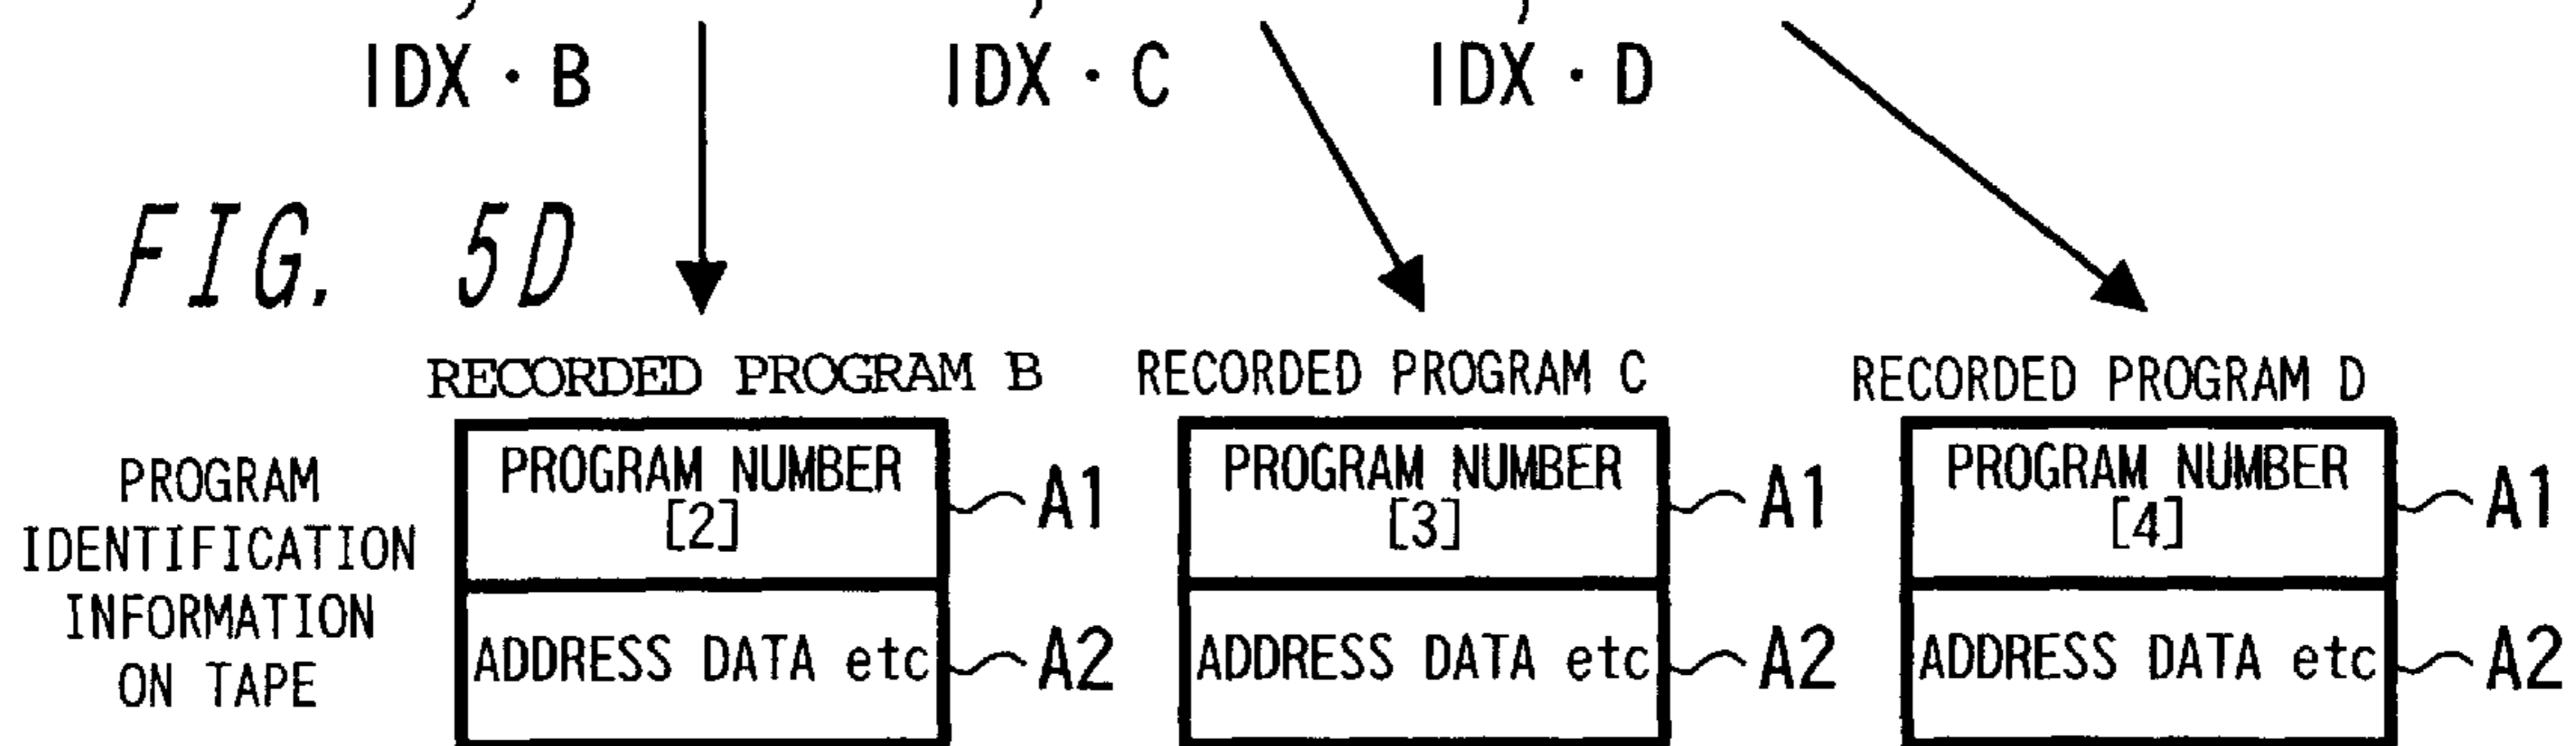 IDX · B
IDX · C
IDX · D
FIG. 5D
RECORDED PROGRAM B
RECORDED PROGRAM C
RECORDED PROGRAM D
PROGRAM
IDENTIFICATION
INFORMATION
ON TAPE
PROGRAM NUMBER
[2]
A1
ADDRESS DATA etc
A2
PROGRAM NUMBER
[3]
A1
ADDRESS DATA etc
A2
PROGRAM NUMBER
[4]
A1
ADDRESS DATA etc
A2